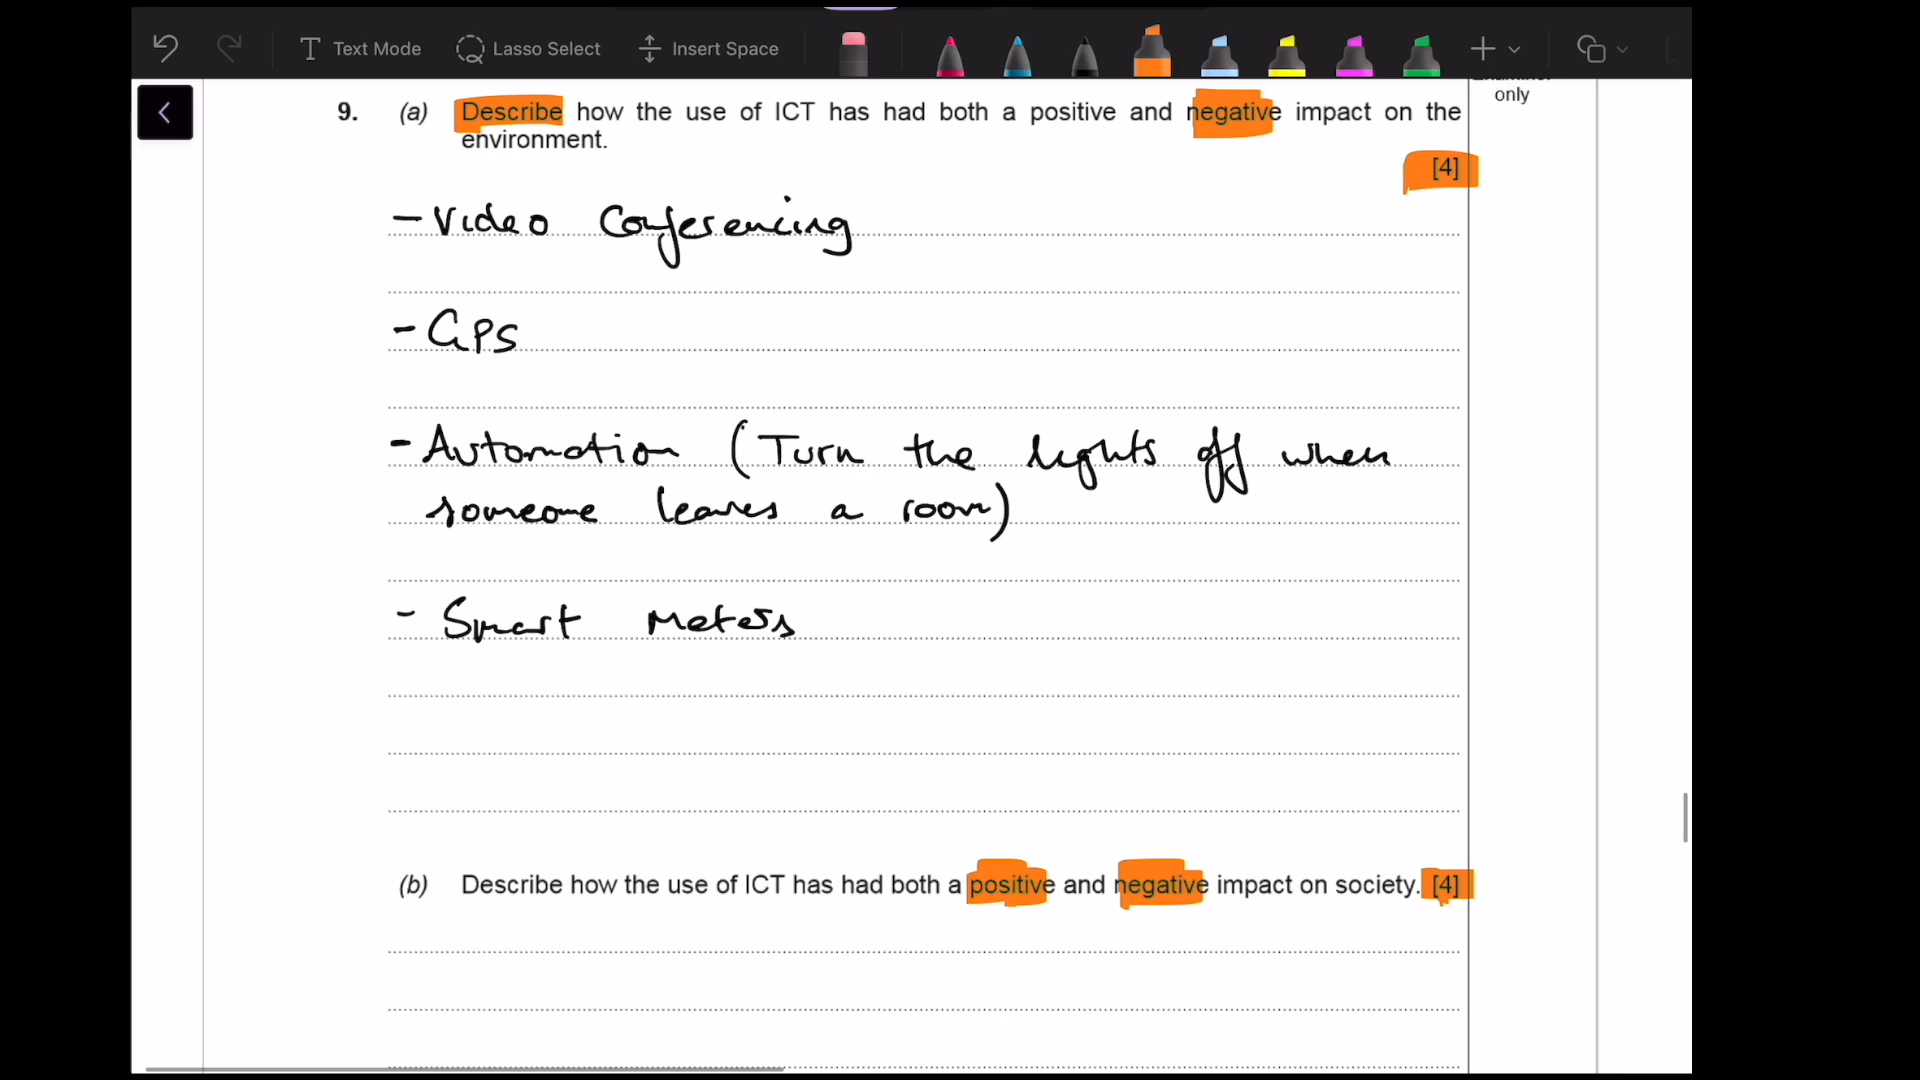 Text Mode Lasso Select Insert Space
only
9. (a) Describe how the use of ICT has had both a positive and negative impact on the
environment.
[4]
- Video Conferencing
- GPS
- Automation (Turn the lights off when
someone leaves a room)
- Smart Meters
(b) Describe how the use of ICT has had both a positive and negative impact on society. [4]